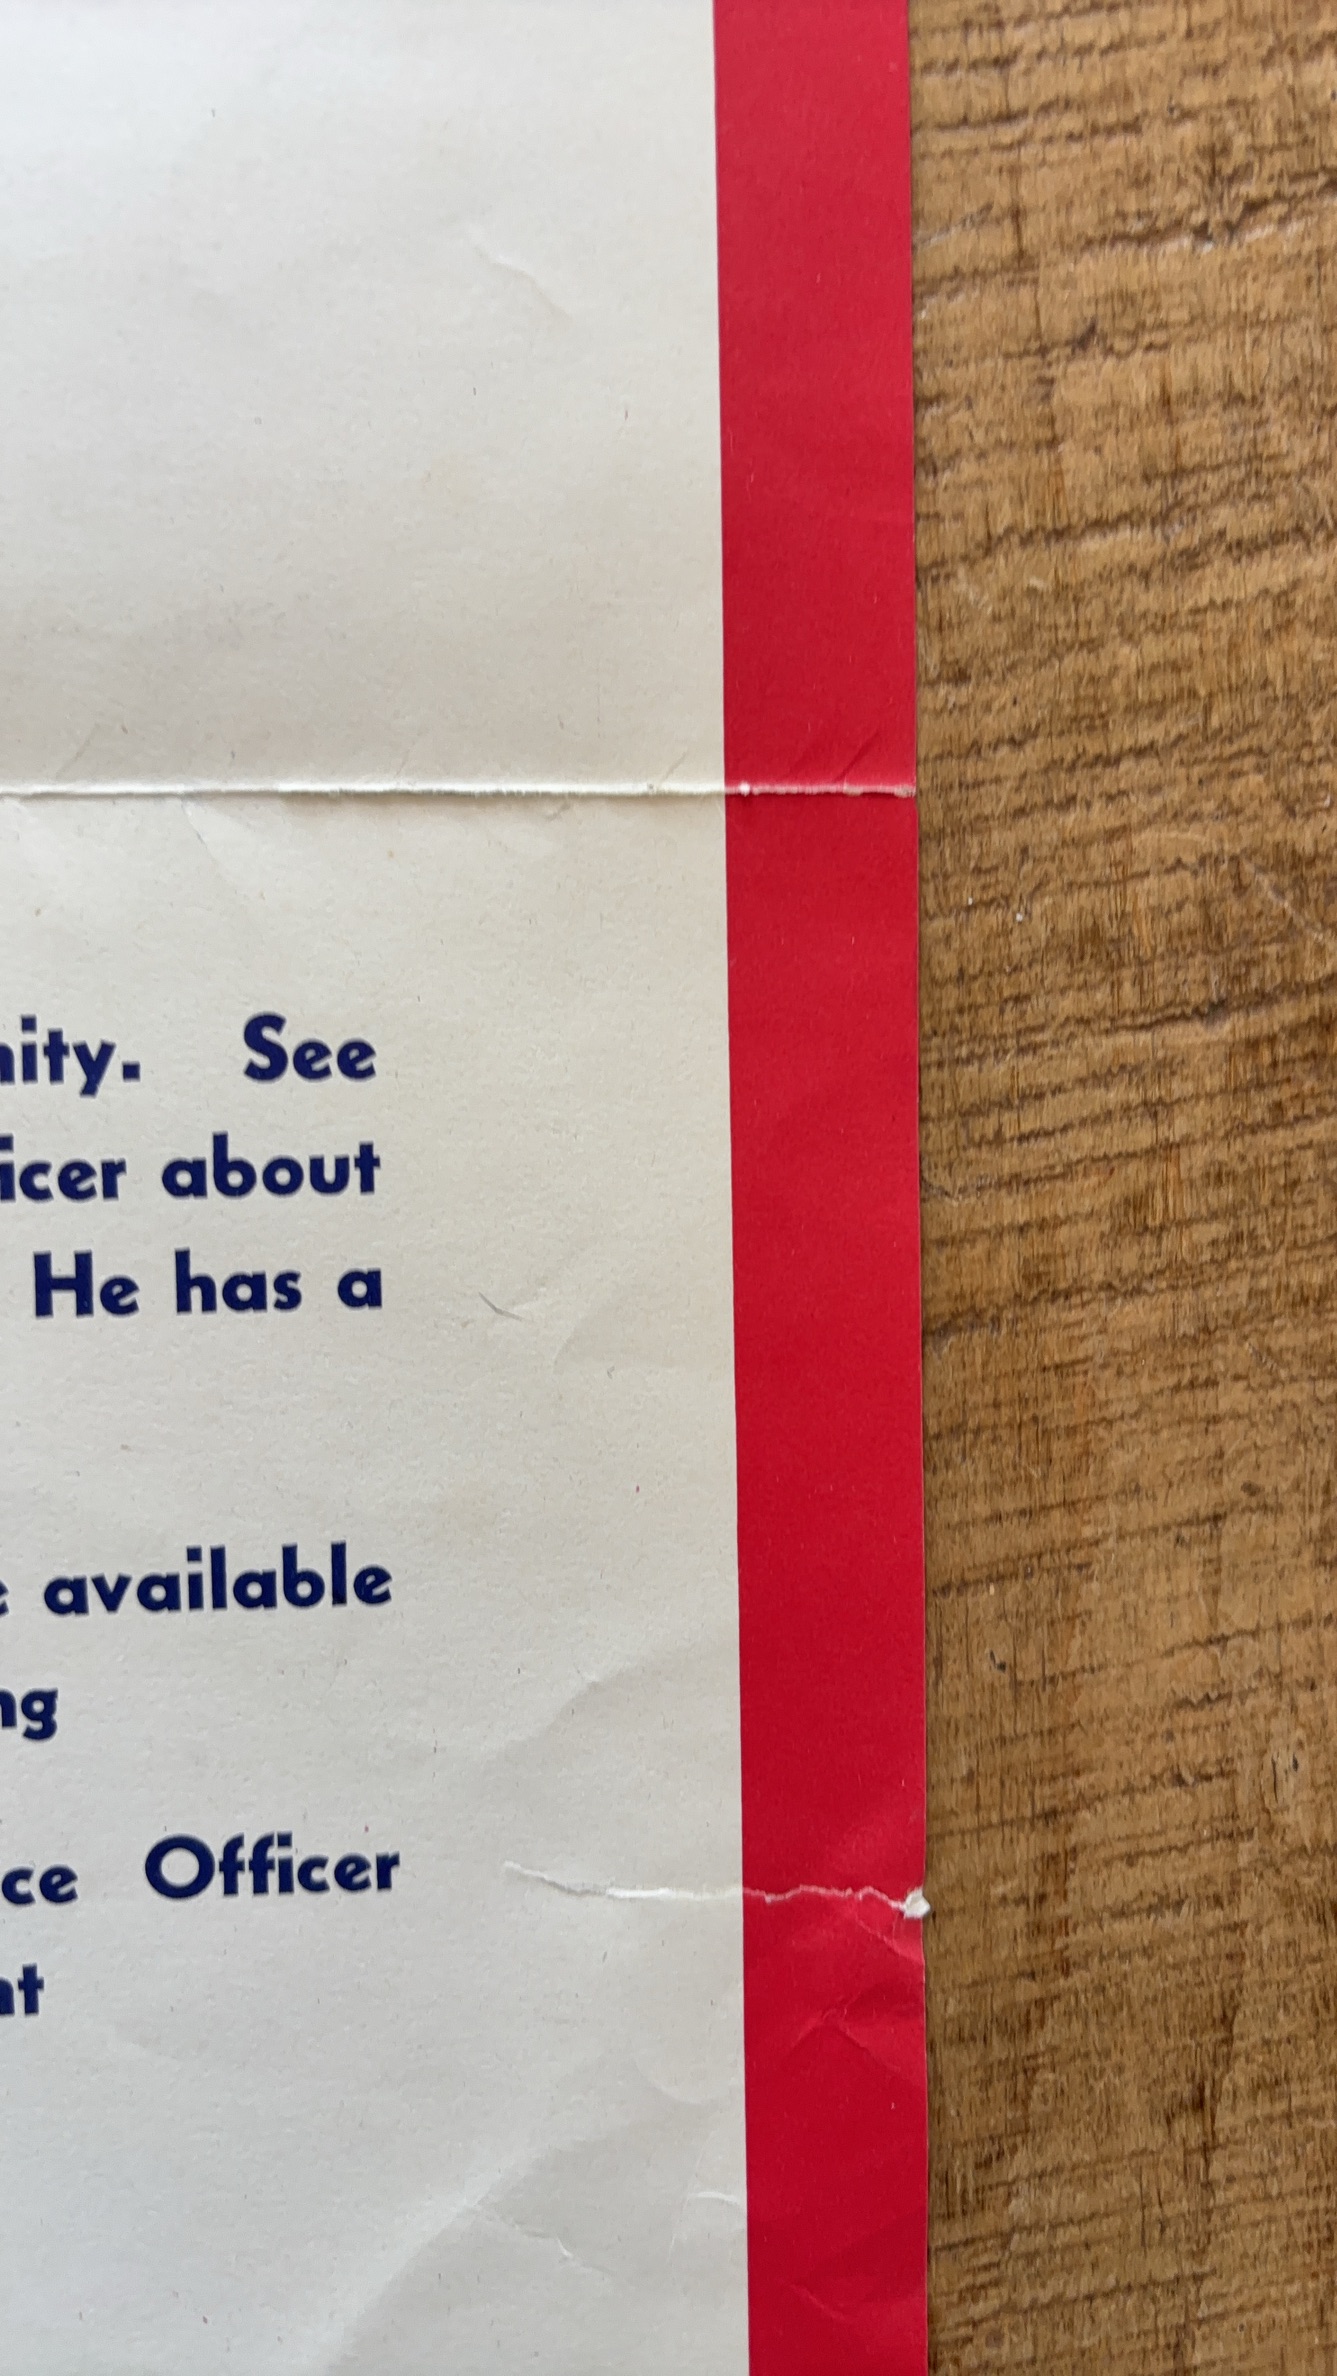 nity. See
icer about
He has a
available
ng
ce Officer
nt